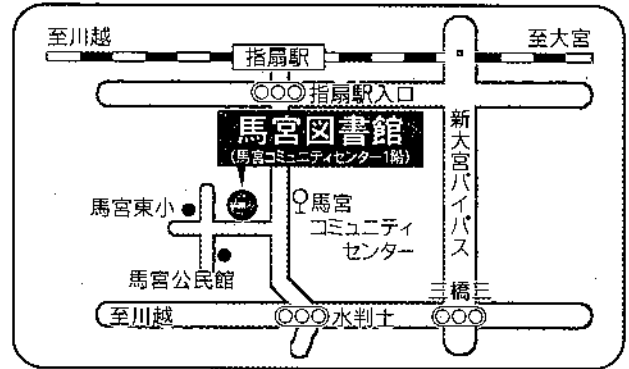 至川越
指扇駅
至大宮
指扇駅入口
馬宮図書館
(馬宮コミュニティセンター1階)
新大宮バイパス
馬宮東小
馬宮
コミュニティ
センター
馬宮公民館
三橋三
至川越
水判土